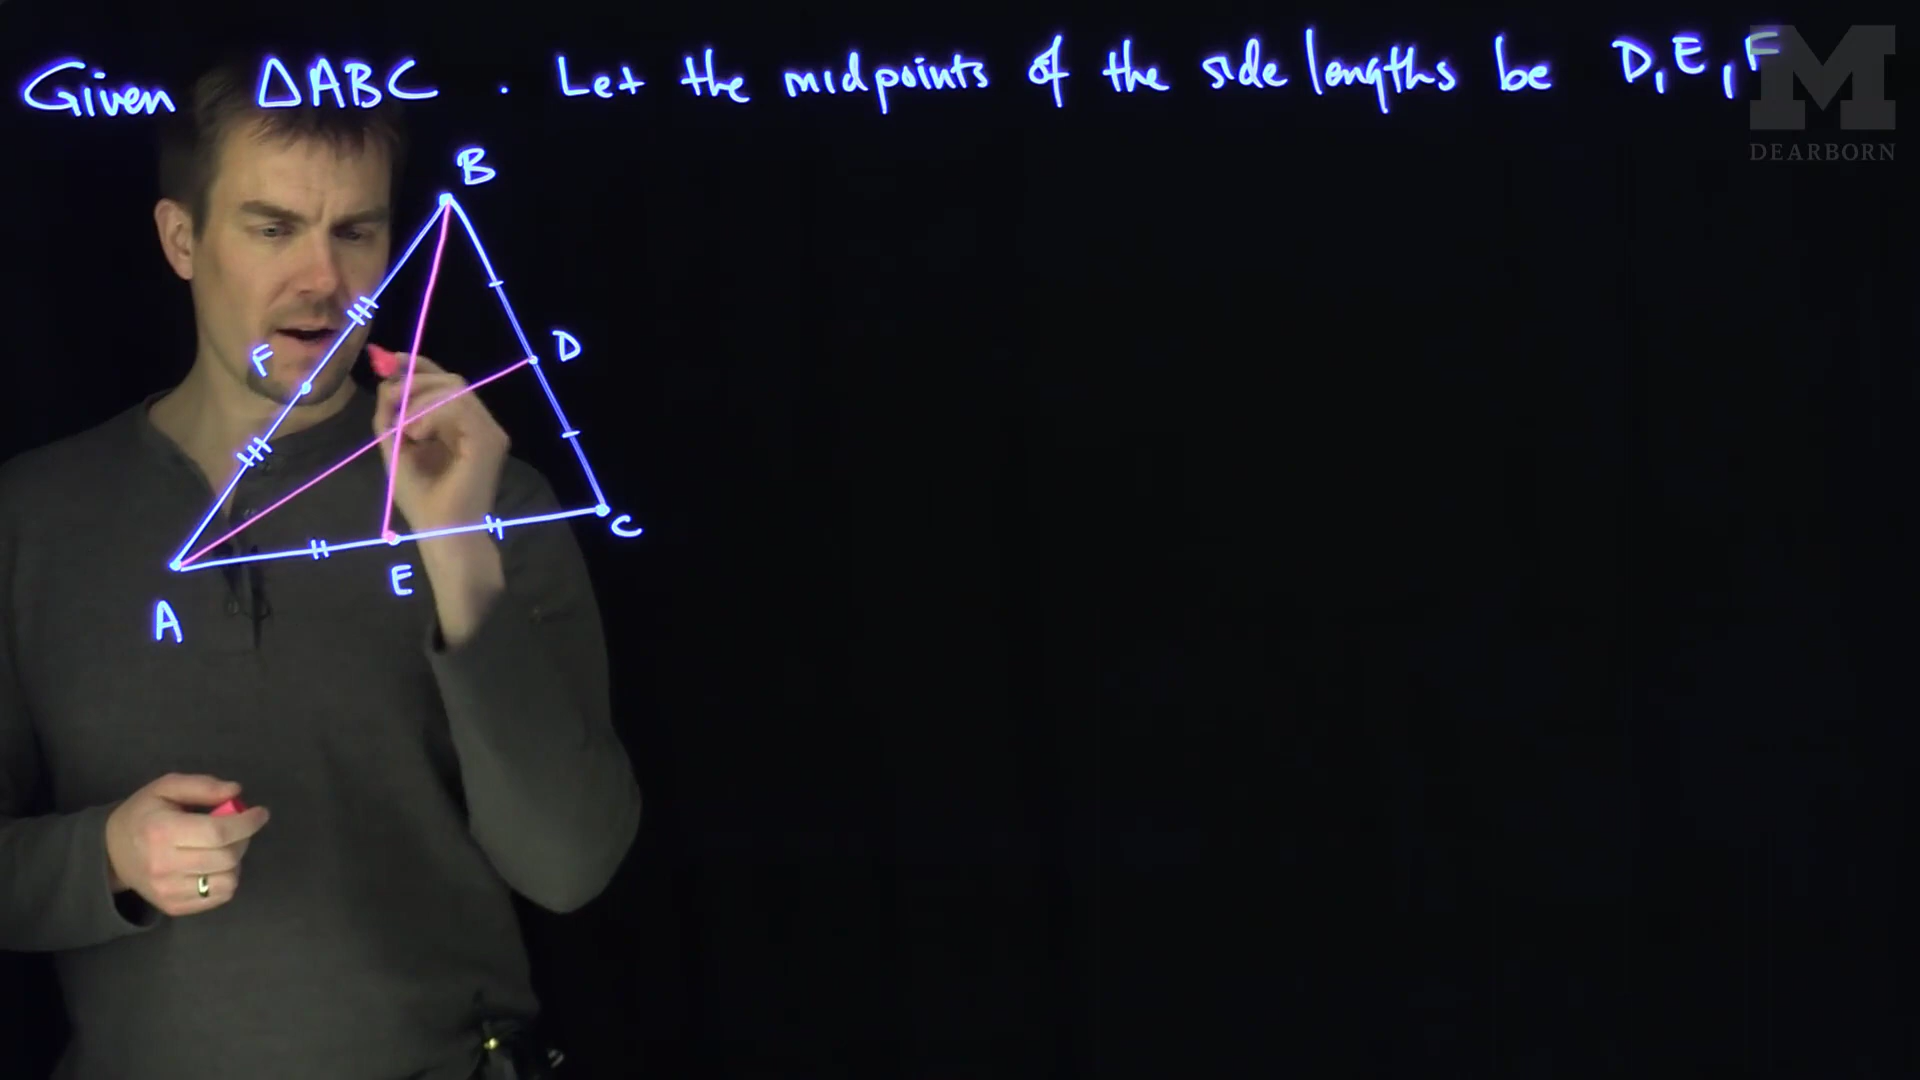 Given △ABC . Let the midpoints of the side lengths be D, E, F
M
DEARBORN
B
D
F
C
E
A